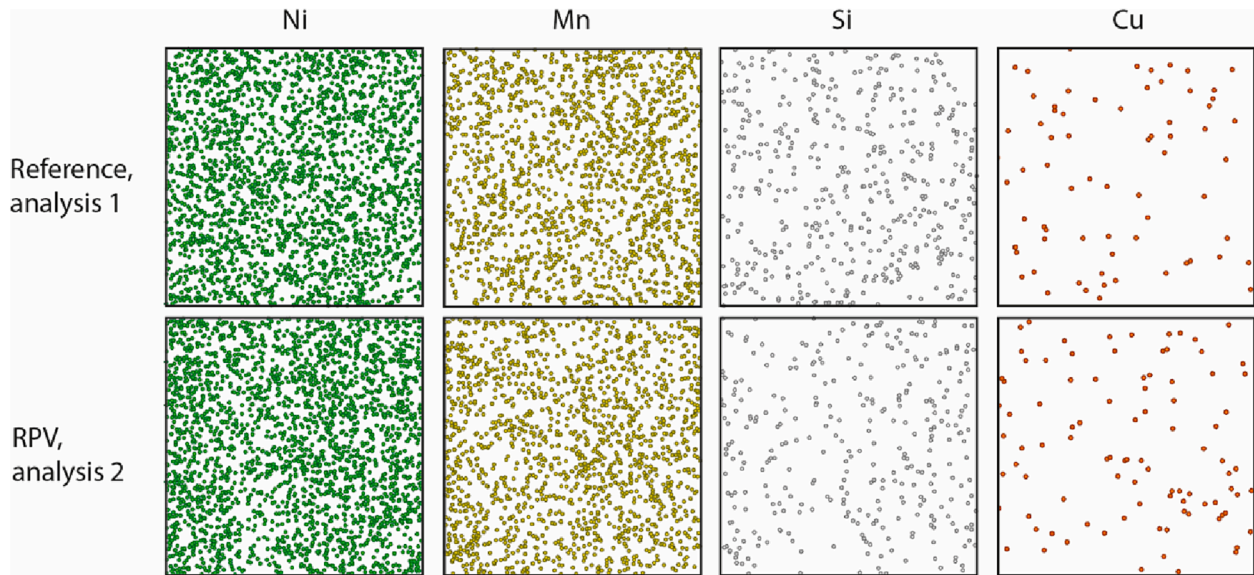 Ni Mn Si Cu
Reference,
analysis 1
RPV,
analysis 2